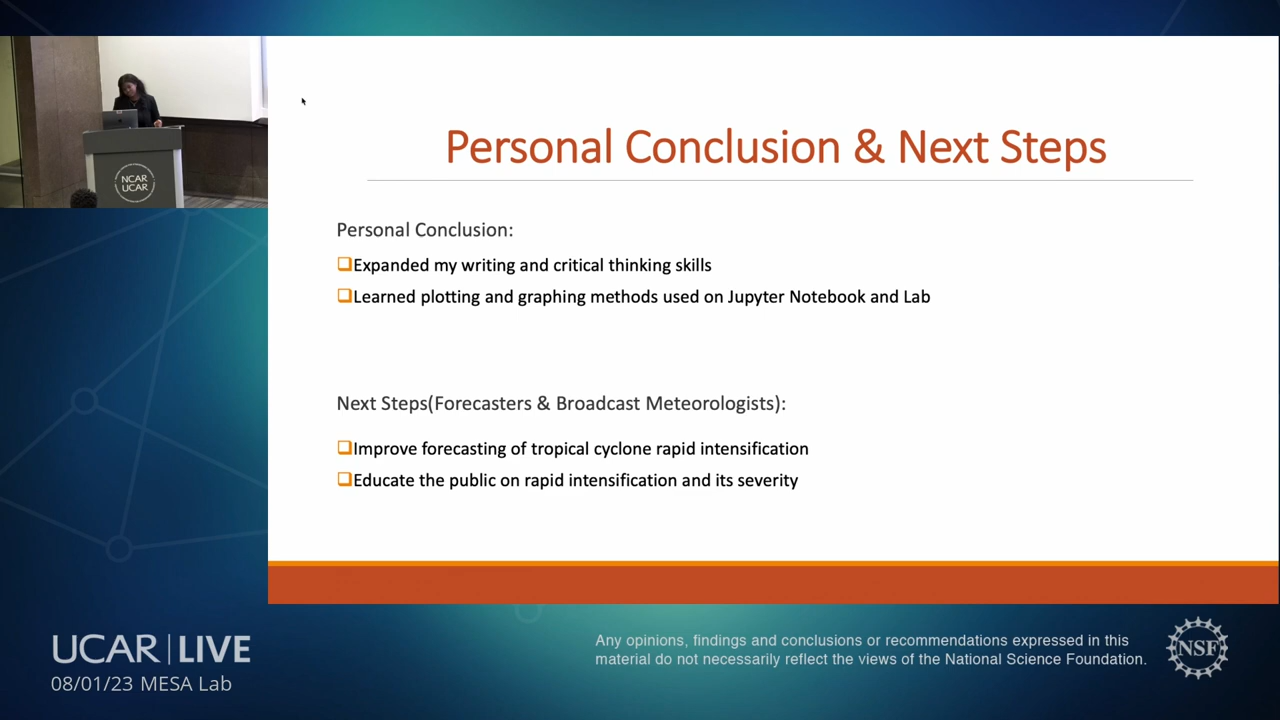 NCAR
UCAR
Personal Conclusion & Next Steps
Personal Conclusion:
Expanded my writing and critical thinking skills
Learned plotting and graphing methods used on Jupyter Notebook and Lab
Next Steps(Forecasters & Broadcast Meteorologists):
Improve forecasting of tropical cyclone rapid intensification
Educate the public on rapid intensification and its severity
UCAR | LIVE
08/01/23 MESA Lab
Any opinions, findings and conclusions or recommendations expressed in this
material do not necessarily reflect the views of the National Science Foundation.
NSF